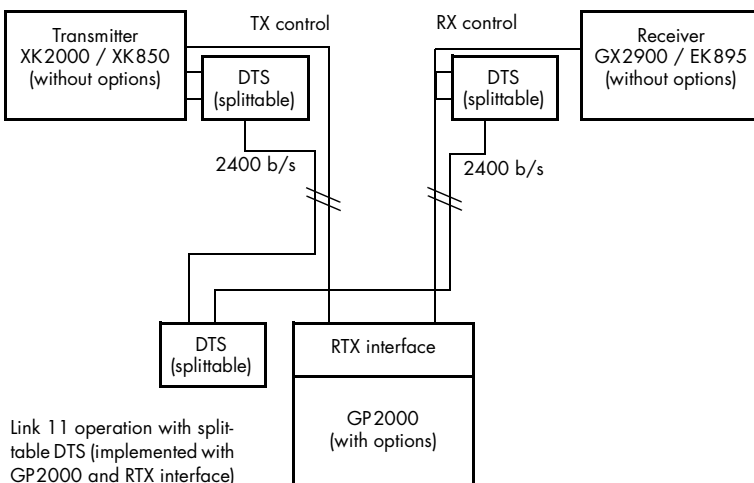 Transmitter
XK2000 / XK850
(without options)
TX control
RX control
Receiver
GX2900 / EK895
(without options)
DTS
(splittable)
DTS
(splittable)
2400 b/s
2400 b/s
DTS
(splittable)
RTX interface
GP2000
(with options)
Link 11 operation with split-
table DTS (implemented with
GP2000 and RTX interface)